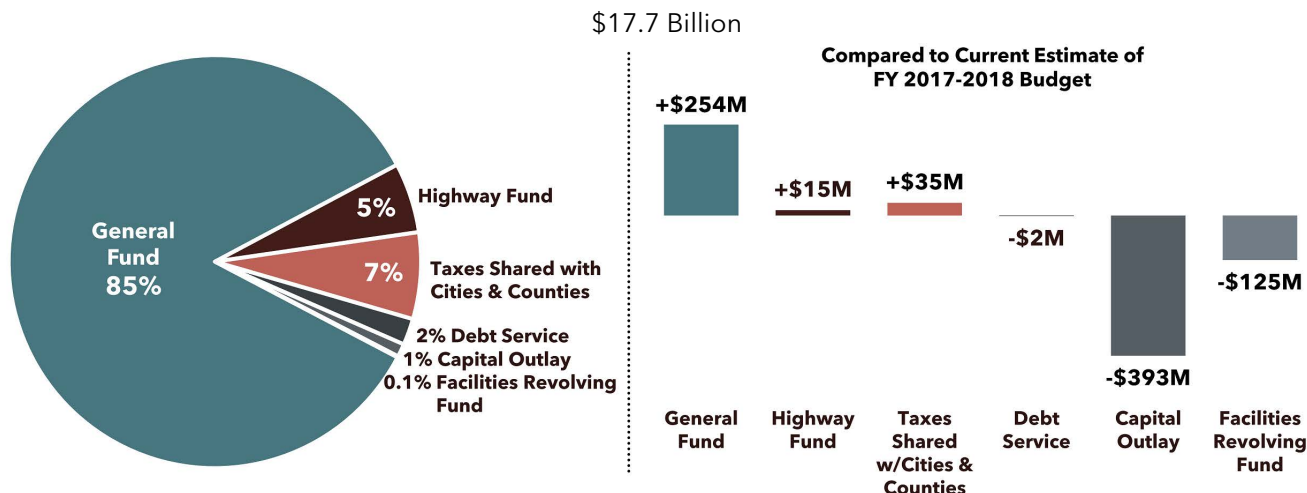 $17.7 Billion
General
Fund
85%
5%
Highway Fund
7%
Taxes Shared with
Cities & Counties
2% Debt Service
1% Capital Outlay
0.1% Facilities Revolving
Fund
Compared to Current Estimate of
FY 2017-2018 Budget
+$254M
+$15M
+$35M
-$2M
-$393M
-$125M
General
Fund
Highway
Fund
Taxes
Shared
w/Cities &
Counties
Debt
Service
Capital
Outlay
Facilities
Revolving
Fund